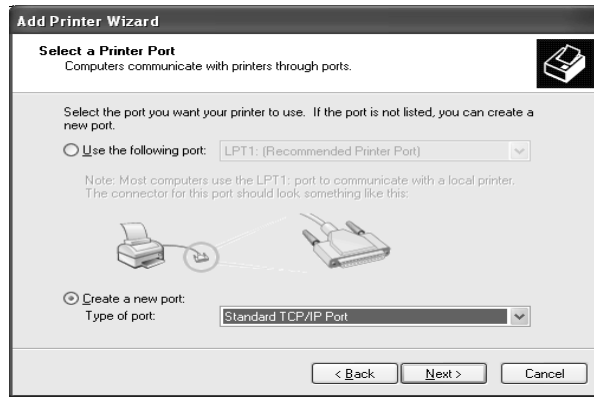 Add Printer Wizard
Select a Printer Port
Computers communicate with printers through ports.
Select the port you want your printer to use. If the port is not listed, you can create a
new port.
Use the following port: LPT1: (Recommended Printer Port)
Note: Most computers use the LPT1: port to communicate with a local printer.
The connector for this port should look something like this:
Create a new port:
Type of port: Standard TCP/IP Port
< Back Next > Cancel